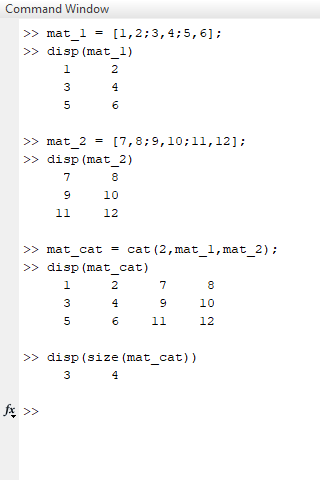 Command Window
>> mat_1 = [1,2;3,4;5,6];
>> disp(mat_1)
1 2
3 4
5 6
>> mat_2 = [7,8;9,10;11,12];
>> disp(mat_2)
7 8
9 10
11 12
>> mat_cat = cat(2,mat_1,mat_2);
>> disp(mat_cat)
1 2 7 8
3 4 9 10
5 6 11 12
>> disp(size(mat_cat))
3 4
fx >>